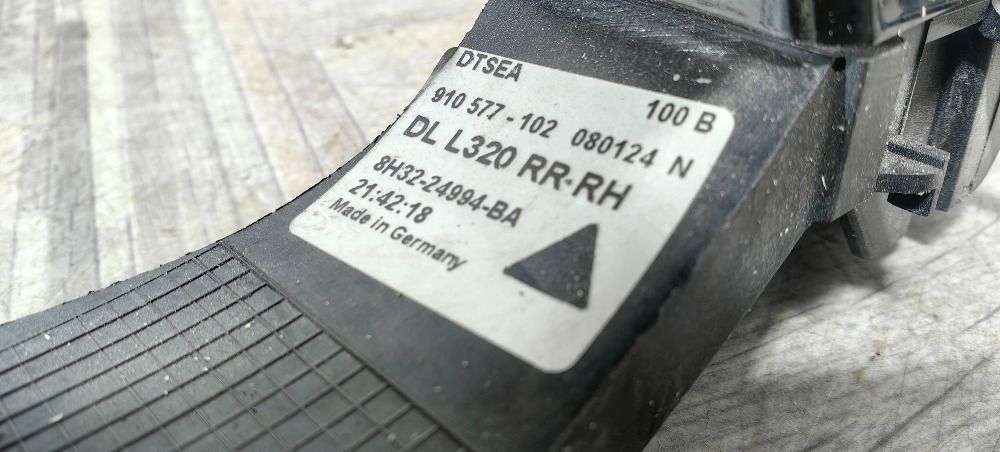 DTSEA 100 B
910 577 - 102 080124 N
DL L320 RR-RH
8H32-24994-BA
21:42:18
Made in Germany